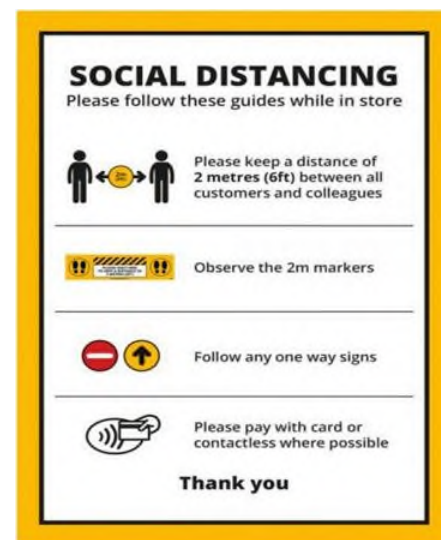 SOCIAL DISTANCING
Please follow these guides while in store
Please keep a distance of
2 metres (6ft) between all
customers and colleagues
Observe the 2m markers
Follow any one way signs
Please pay with card or
contactless where possible
Thank you